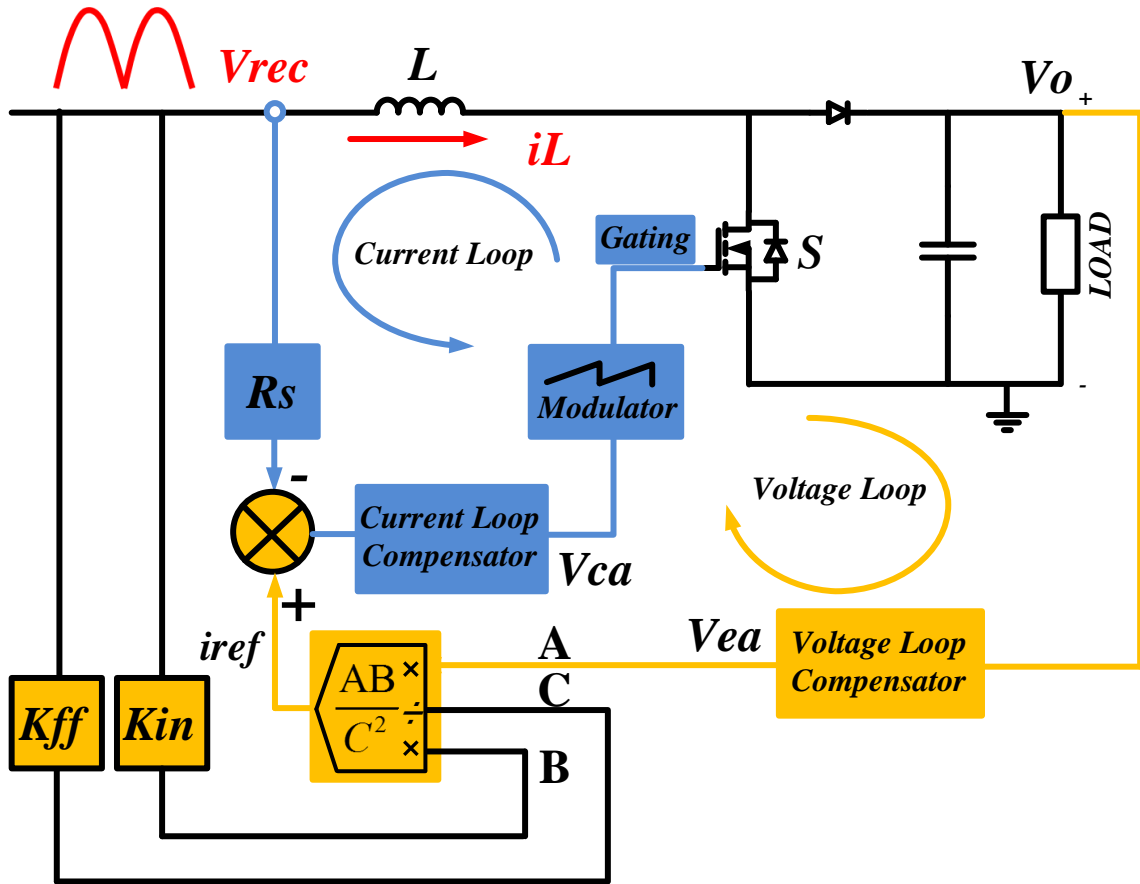 Vrec
L
Vo
+
iL
Gating
S
LOAD
Current Loop
Rs
Modulator
-
-
Voltage Loop
Current Loop
Compensator
Vca
+
iref
A
Vea
Voltage Loop
Compensator
C
AB
C²
×
÷
×
B
Kff
Kin